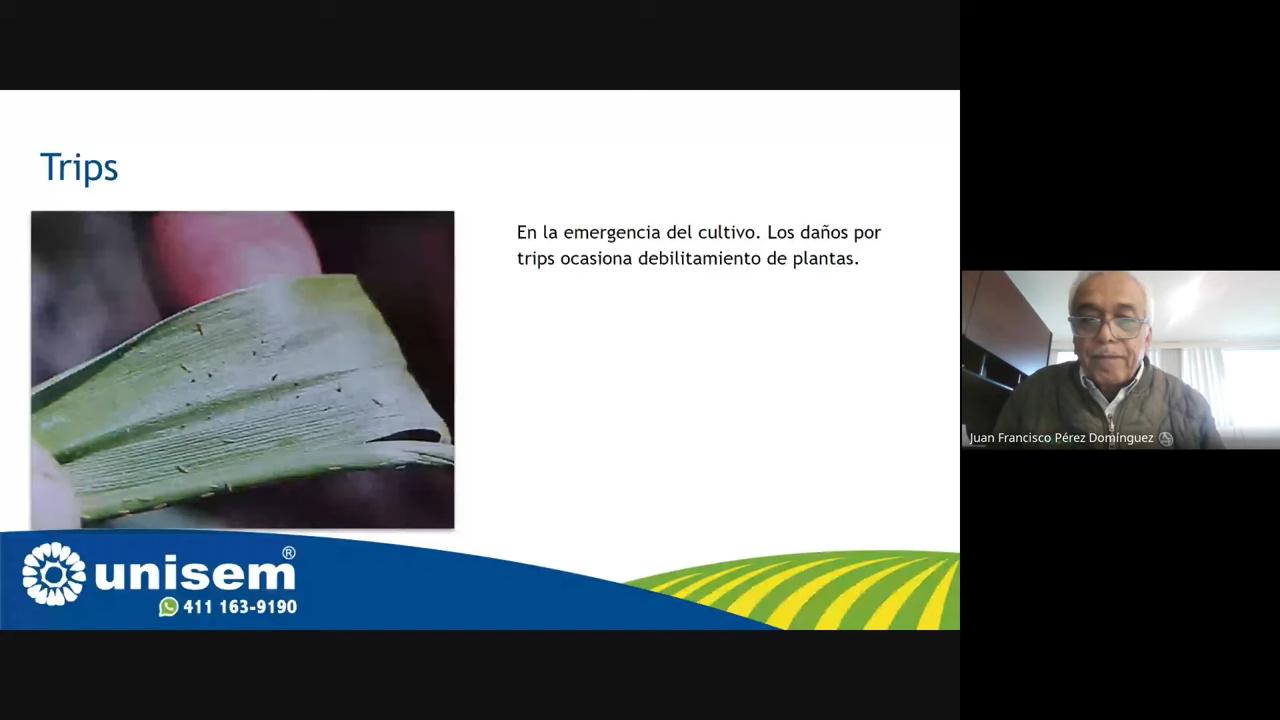 Trips
En la emergencia del cultivo. Los daños por
trips ocasiona debilitamiento de plantas.
unisem®
411 163-9190
Juan Francisco Pérez Domínguez